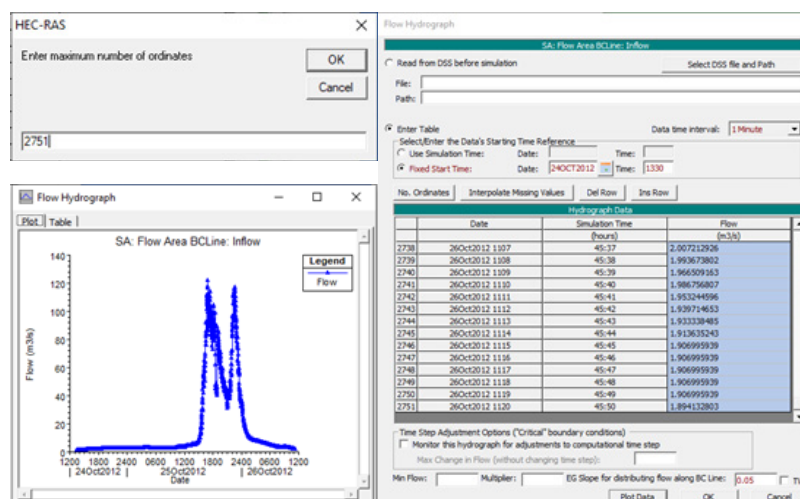 HEC-RAS
Enter maximum number of ordinates
OK
Cancel
2751
Flow Hydrograph
Plot Table
SA: Flow Area BCLine: Inflow
Legend
Flow
140
120
100
80
60
40
20
0
Flow (m3/s)
1200 2400 0600 1200 1800 2400 0600 1200
24Oct2012 25Oct2012 26Oct2012
Date
Flow Hydrograph
SA: Flow Area BCLine: Inflow
Read from DSS before simulation
Select DSS file and Path
File:
Path:
Enter Table
Data time interval: 1 Minute
Select/Enter the Data's Starting Time Reference
Use Simulation Time: Date: Time:
Fixed Start Time: Date: 24OCT2012 Time: 1330
No. Ordinates Interpolate Missing Values Del Row Ins Row
Hydrograph Data
Date Simulation Time Flow
(hours) (m3/s)
2738 26Oct2012 1107 45:37 2.007212926
2739 26Oct2012 1108 45:38 1.993673802
2740 26Oct2012 1109 45:39 1.966509163
2741 26Oct2012 1110 45:40 1.986756807
2742 26Oct2012 1111 45:41 1.953244596
2743 26Oct2012 1112 45:42 1.939714653
2744 26Oct2012 1113 45:43 1.933338485
2745 26Oct2012 1114 45:44 1.913635243
2746 26Oct2012 1115 45:45 1.906995939
2747 26Oct2012 1116 45:46 1.906995939
2748 26Oct2012 1117 45:47 1.906995939
2749 26Oct2012 1118 45:48 1.906995939
2750 26Oct2012 1119 45:49 1.906995939
2751 26Oct2012 1120 45:50 1.894132803
Time Step Adjustment Options ("Critical" boundary conditions)
Monitor this hydrograph for adjustments to computational time step
Max Change in Flow (without changing time step):
Min Flow: Multiplier: EG Slope for distributing flow along BC Line: 0.05
Plot Data OK Cancel